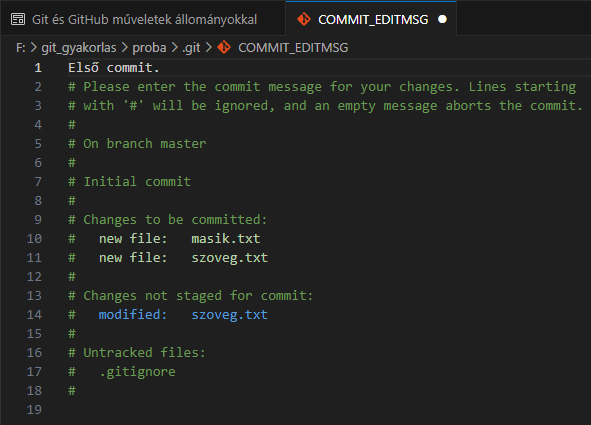 Git és GitHub műveletek állományokkal COMMIT_EDITMSG
F: > git_gyakorlas > proba > .git > COMMIT_EDITMSG
1 Első commit.
2 # Please enter the commit message for your changes. Lines starting
3 # with '#' will be ignored, and an empty message aborts the commit.
4 #
5 # On branch master
6 #
7 # Initial commit
8 #
9 # Changes to be committed:
10 # new file: masik.txt
11 # new file: szoveg.txt
12 #
13 # Changes not staged for commit:
14 # modified: szoveg.txt
15 #
16 # Untracked files:
17 # .gitignore
18 #
19